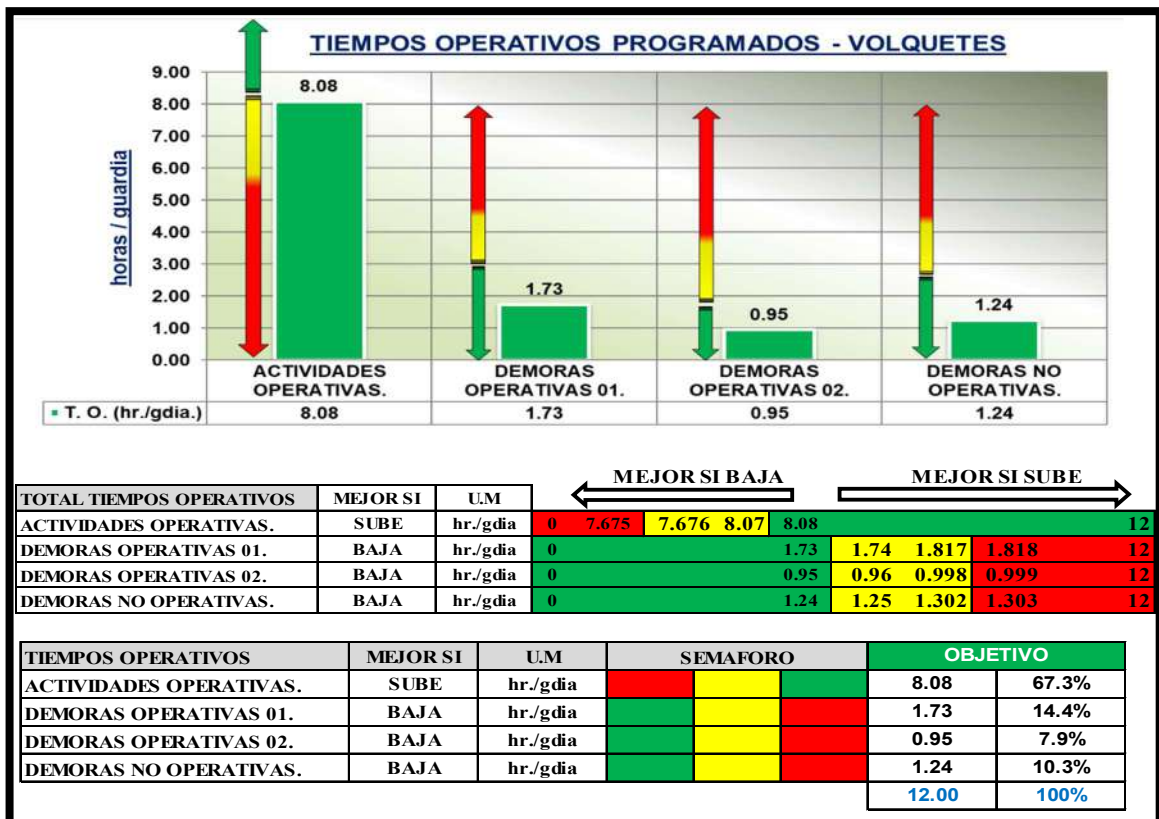 TIEMPOS OPERATIVOS PROGRAMADOS - VOLQUETES
horas / guardia
9.00
8.00
7.00
6.00
5.00
4.00
3.00
2.00
1.00
0.00
8.08
1.73
0.95
1.24
ACTIVIDADES OPERATIVAS.
DEMORAS OPERATIVAS 01.
DEMORAS OPERATIVAS 02.
DEMORAS NO OPERATIVAS.
T. O. (hr./gdia.) 8.08 1.73 0.95 1.24
MEJOR SI BAJA MEJOR SI SUBE
TOTAL TIEMPOS OPERATIVOS MEJOR SI U.M
ACTIVIDADES OPERATIVAS. SUBE hr./gdia 0 7.675 7.676 8.07 8.08 12
DEMORAS OPERATIVAS 01. BAJA hr./gdia 0 1.73 1.74 1.817 1.818 12
DEMORAS OPERATIVAS 02. BAJA hr./gdia 0 0.95 0.96 0.998 0.999 12
DEMORAS NO OPERATIVAS. BAJA hr./gdia 0 1.24 1.25 1.302 1.303 12
TIEMPOS OPERATIVOS MEJOR SI U.M SEMAFORO OBJETIVO
ACTIVIDADES OPERATIVAS. SUBE hr./gdia 8.08 67.3%
DEMORAS OPERATIVAS 01. BAJA hr./gdia 1.73 14.4%
DEMORAS OPERATIVAS 02. BAJA hr./gdia 0.95 7.9%
DEMORAS NO OPERATIVAS. BAJA hr./gdia 1.24 10.3%
12.00 100%